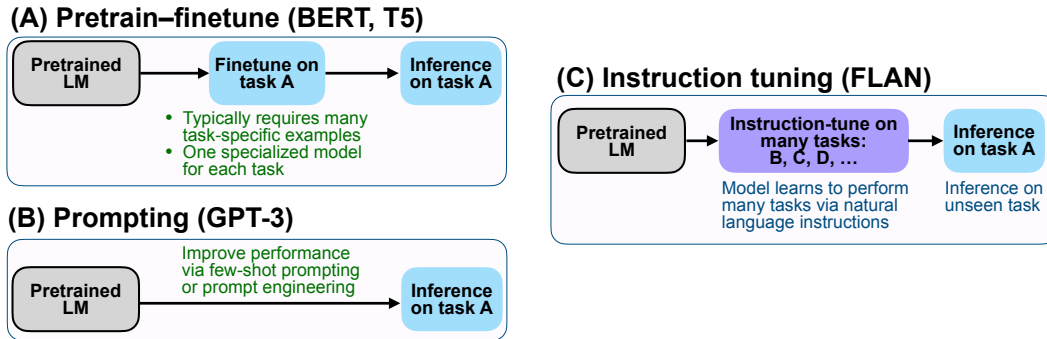 (A) Pretrain–finetune (BERT, T5)
Pretrained
LM
Finetune on
task A
Inference
on task A
• Typically requires many
task-specific examples
• One specialized model
for each task
(B) Prompting (GPT-3)
Improve performance
via few-shot prompting
or prompt engineering
Pretrained
LM
Inference
on task A
(C) Instruction tuning (FLAN)
Pretrained
LM
Instruction-tune on
many tasks:
B, C, D, …
Inference
on task A
Model learns to perform
many tasks via natural
language instructions
Inference on
unseen task